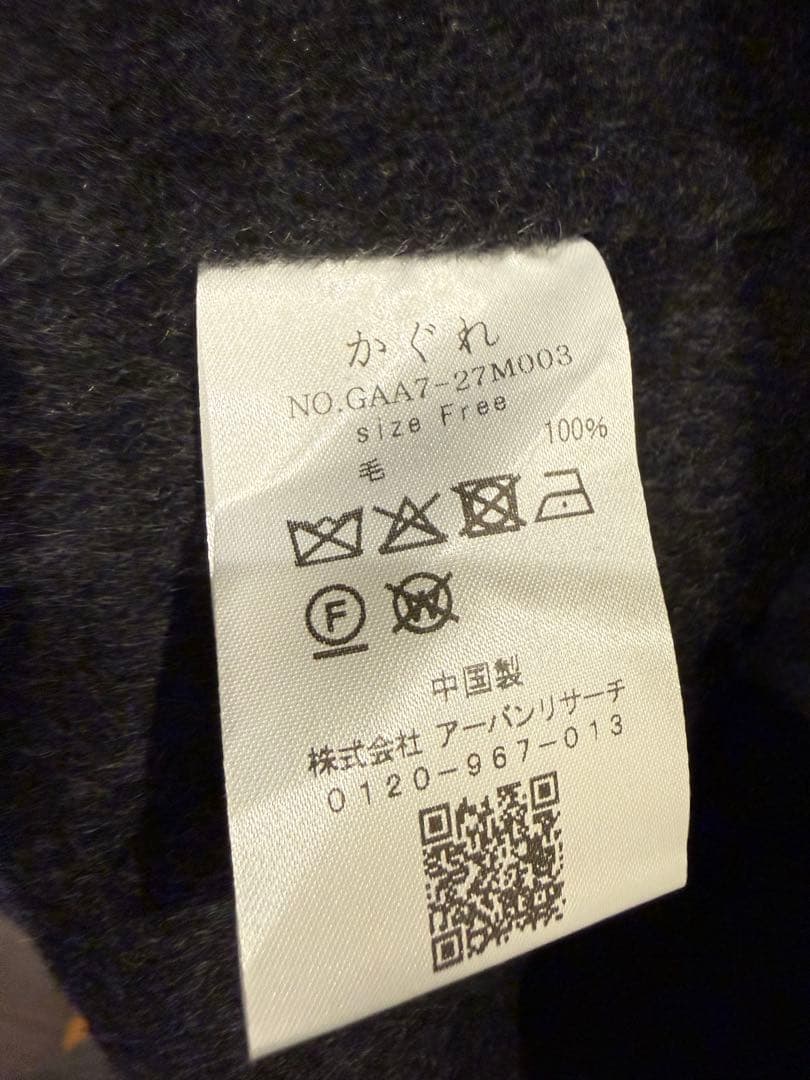 かぐれ
NO.GAA7-27M003
size Free
毛 100%
F W
中国製
株式会社 アーバンリサーチ
0120-967-013